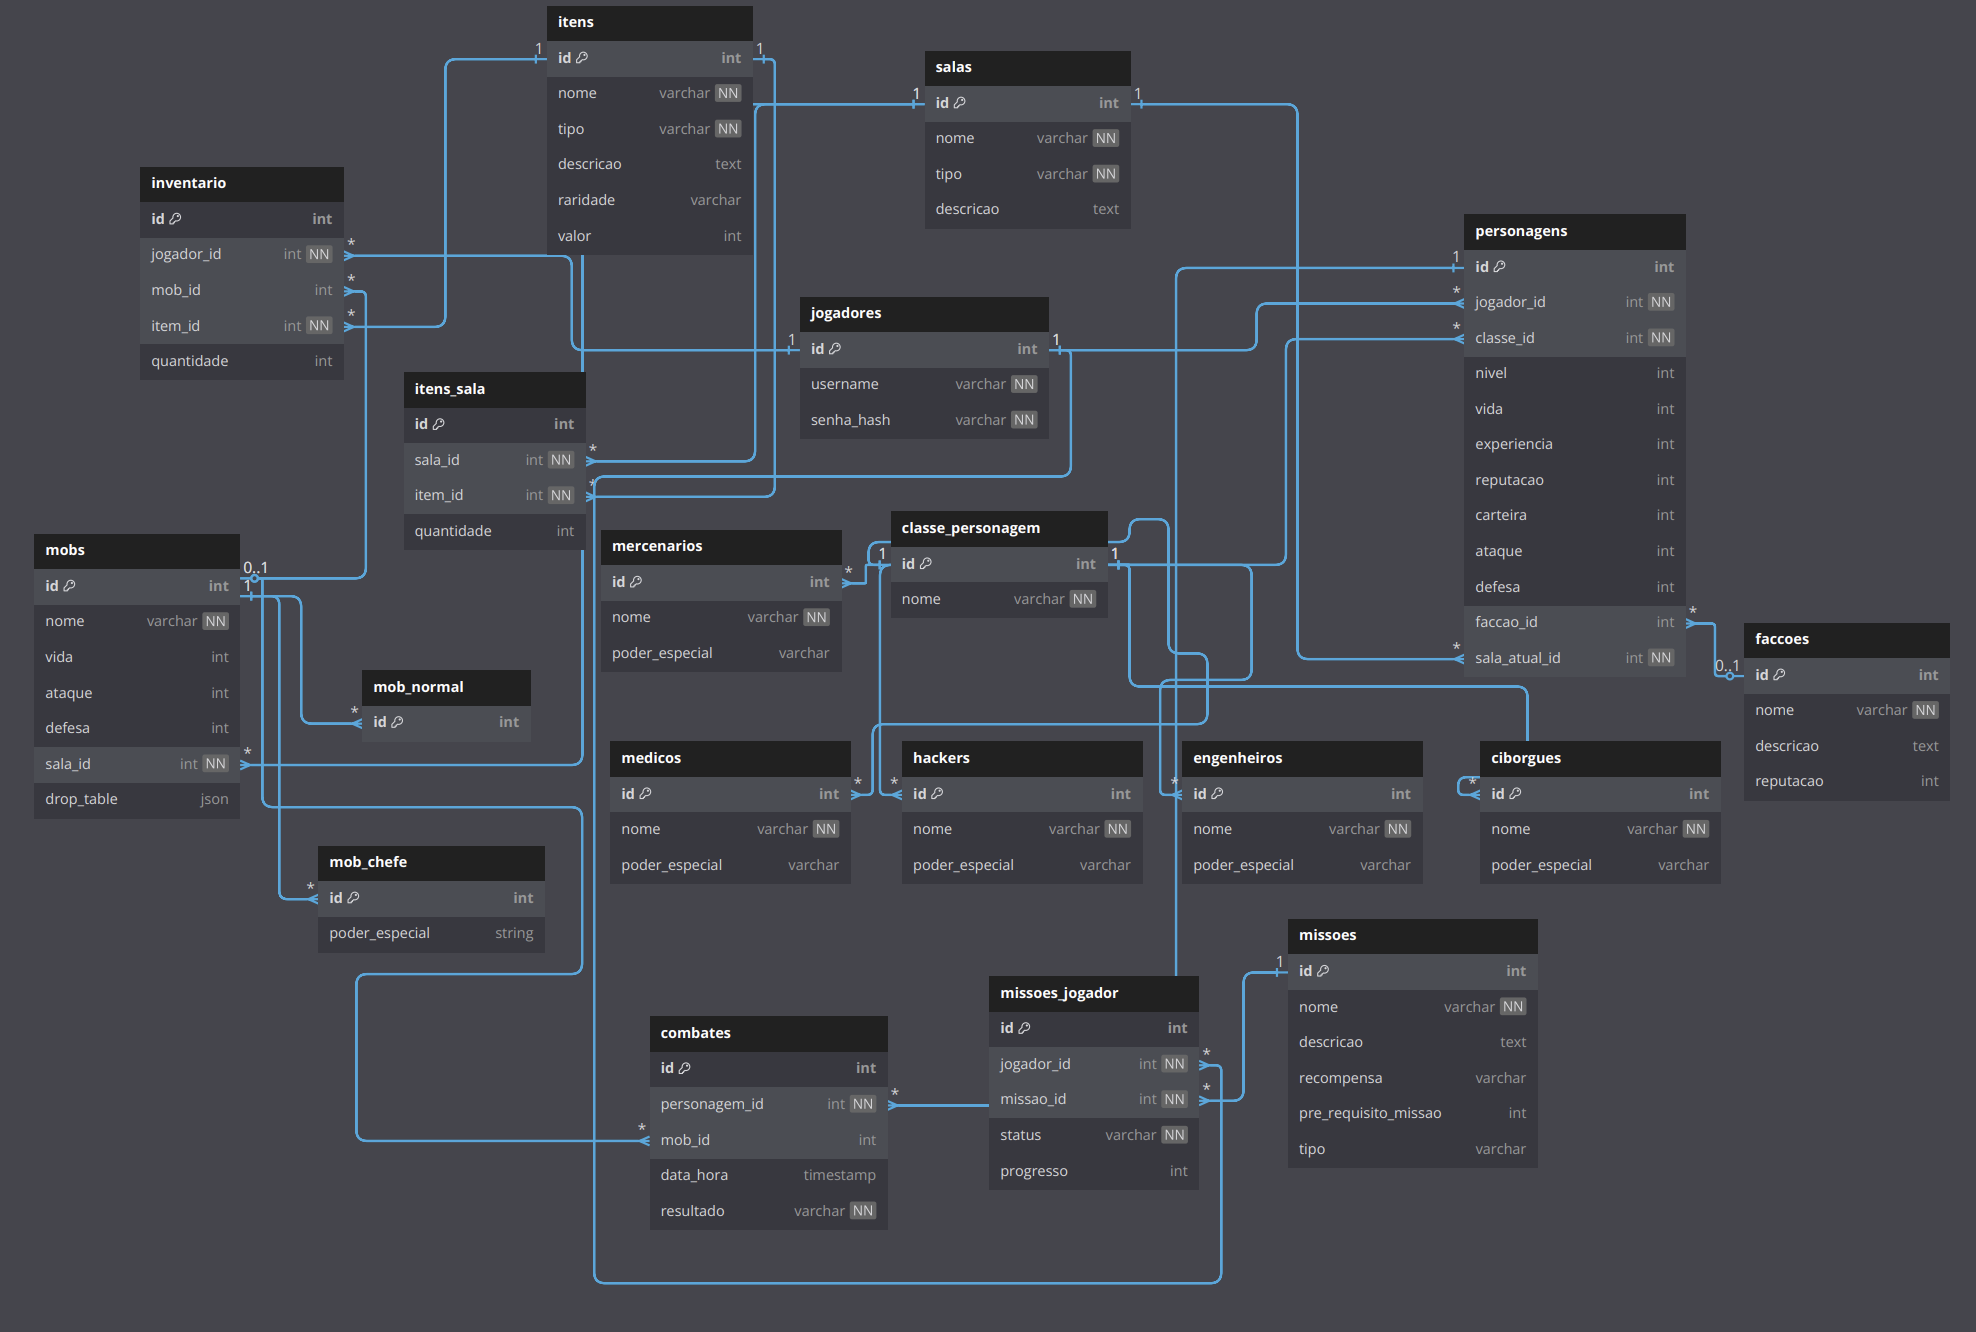 itens
1 id int 1
nome varchar NN
tipo varchar NN
descricao text
raridade varchar
valor int
salas
1 id int 1
nome varchar NN
tipo varchar NN
descricao text
inventario
id int
jogador_id int NN *
mob_id int *
item_id int NN *
quantidade int
personagens
1 id int
* jogador_id int NN
* classe_id int NN
nivel int
vida int
experiencia int
reputacao int
carteira int
ataque int
defesa int
faccao_id int *
* sala_atual_id int NN
jogadores
1 id int 1
username varchar NN
senha_hash varchar NN
itens_sala
id int
sala_id int NN *
item_id int NN *
quantidade int
mobs
id int 0..1
1
nome varchar NN
vida int
ataque int
defesa int
sala_id int NN *
drop_table json
mercenarios
id int *
nome varchar NN
poder_especial varchar
classe_personagem
1 id int 1
nome varchar NN
faccoes
0..1 id int
nome varchar NN
descricao text
reputacao int
mob_normal
* id int
medicos
id int *
nome varchar NN
poder_especial varchar
hackers
* id int
nome varchar NN
poder_especial varchar
engenheiros
* id int
nome varchar NN
poder_especial varchar
ciborgues
* id int
nome varchar NN
poder_especial varchar
mob_chefe
* id int
poder_especial string
missoes
1 id int
nome varchar NN
descricao text
recompensa varchar
pre_requisito_missao int
tipo varchar
missoes_jogador
id int
jogador_id int NN *
missao_id int NN *
status varchar NN
progresso int
combates
id int
personagem_id int NN *
* mob_id int
data_hora timestamp
resultado varchar NN